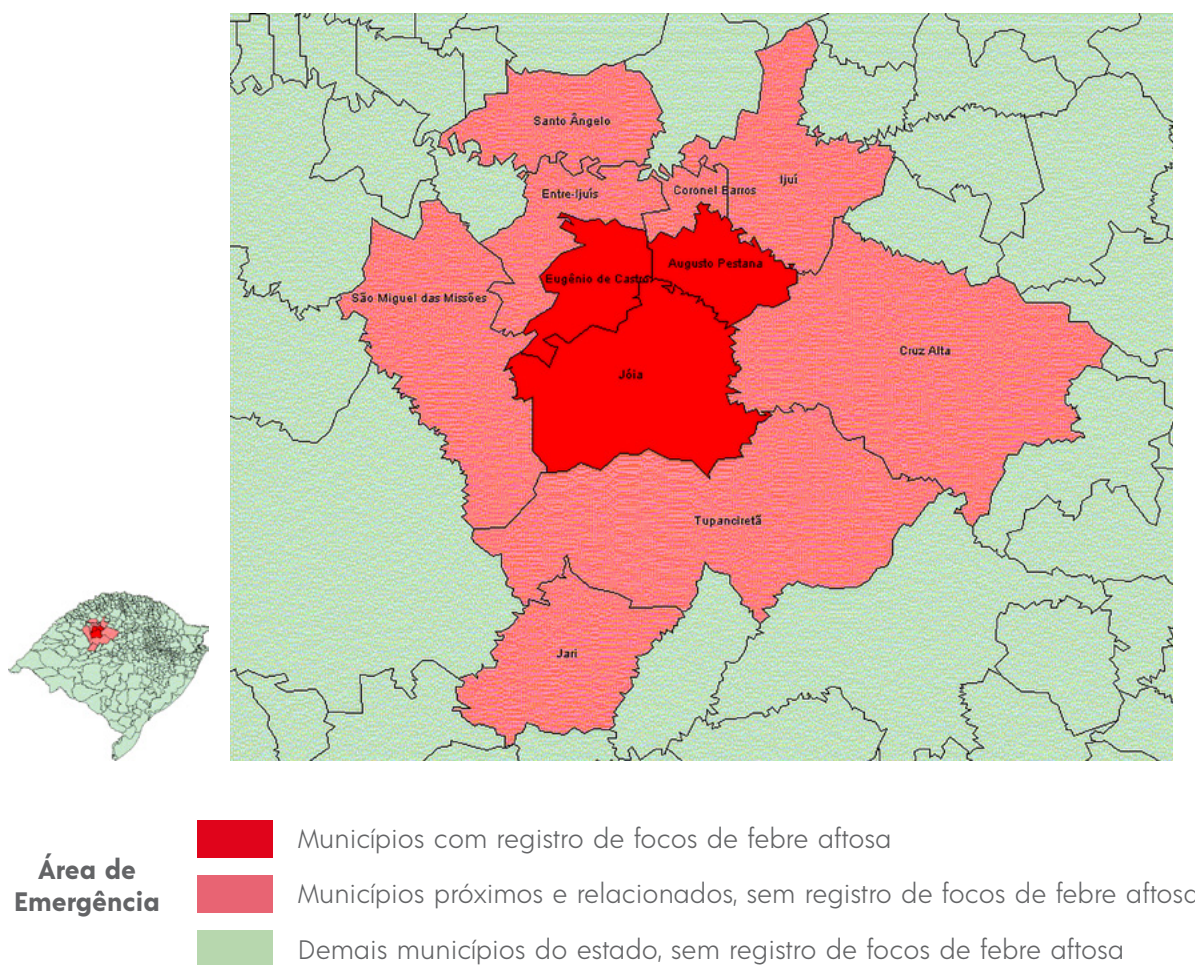 Santo Ângelo
Ijuí
Coronel Barros
Entre-Ijuís
Augusto Pestana
Eugênio de Castro
São Miguel das Missões
Cruz Alta
Jóia
Tupanciretã
Jari
Área de
Emergência
Municípios com registro de focos de febre aftosa
Municípios próximos e relacionados, sem registro de focos de febre aftosa
Demais municípios do estado, sem registro de focos de febre aftosa